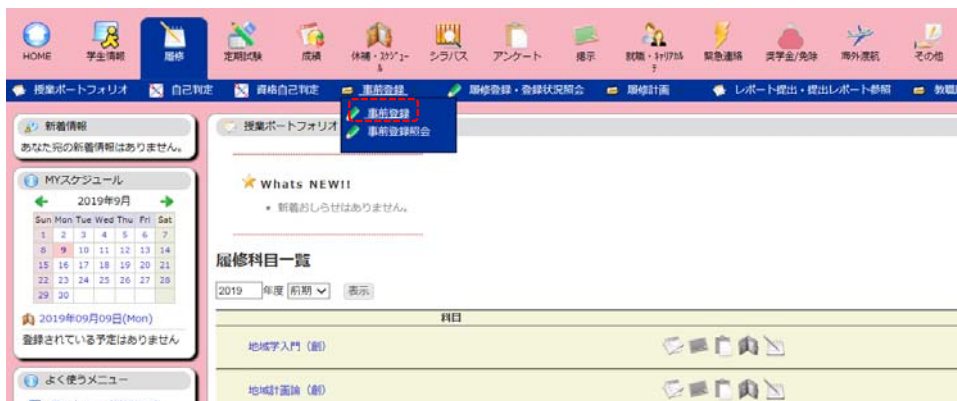 HOME 学生情報 履修 定期試験 成績 休補・スケジュール シラバス アンケート 掲示 就職・キャリアカルテ 緊急連絡 奨学金/免除 海外渡航 その他
授業ポートフォリオ 自己判定 資格自己判定 事前登録 履修登録・登録状況照会 履修計画 レポート提出・提出レポート参照 教職
事前登録
事前登録照会
新着情報
あなた宛の新着情報はありません。
MYスケジュール
2019年9月
Sun Mon Tue Wed Thu Fri Sat
1 2 3 4 5 6 7
8 9 10 11 12 13 14
15 16 17 18 19 20 21
22 23 24 25 26 27 28
29 30
2019年09月09日(Mon)
登録されている予定はありません
よく使うメニュー
授業ポートフォリオ
Whats NEW!!
新着おしらせはありません。
履修科目一覧
2019 年度 前期 表示
科目
地域学入門（創）
地域計画論（創）